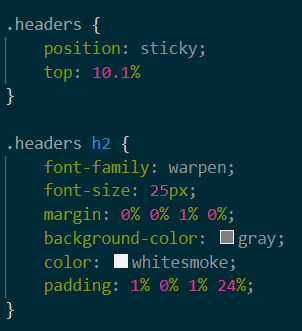 .headers {
position: sticky;
top: 10.1%
}
.headers h2 {
font-family: warpen;
font-size: 25px;
margin: 0% 0% 1% 0%;
background-color: gray;
color: whitesmoke;
padding: 1% 0% 1% 24%;
}